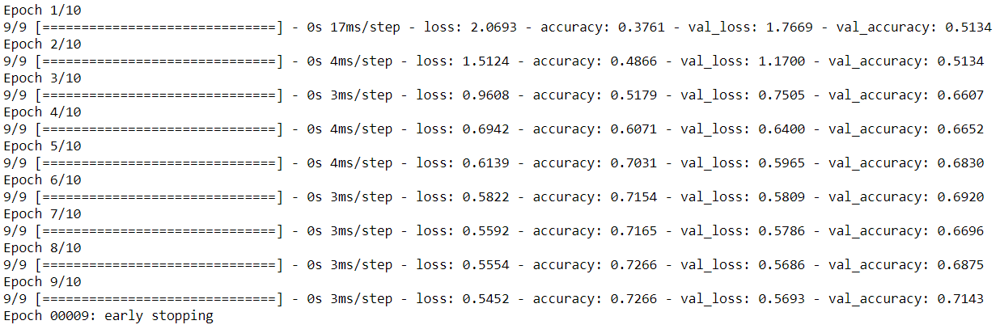 Epoch 1/10
9/9 [==============================] - 0s 17ms/step - loss: 2.0693 - accuracy: 0.3761 - val_loss: 1.7669 - val_accuracy: 0.5134
Epoch 2/10
9/9 [==============================] - 0s 4ms/step - loss: 1.5124 - accuracy: 0.4866 - val_loss: 1.1700 - val_accuracy: 0.5134
Epoch 3/10
9/9 [==============================] - 0s 3ms/step - loss: 0.9608 - accuracy: 0.5179 - val_loss: 0.7505 - val_accuracy: 0.6607
Epoch 4/10
9/9 [==============================] - 0s 4ms/step - loss: 0.6942 - accuracy: 0.6071 - val_loss: 0.6400 - val_accuracy: 0.6652
Epoch 5/10
9/9 [==============================] - 0s 4ms/step - loss: 0.6139 - accuracy: 0.7031 - val_loss: 0.5965 - val_accuracy: 0.6830
Epoch 6/10
9/9 [==============================] - 0s 3ms/step - loss: 0.5822 - accuracy: 0.7154 - val_loss: 0.5809 - val_accuracy: 0.6920
Epoch 7/10
9/9 [==============================] - 0s 3ms/step - loss: 0.5592 - accuracy: 0.7165 - val_loss: 0.5786 - val_accuracy: 0.6696
Epoch 8/10
9/9 [==============================] - 0s 3ms/step - loss: 0.5554 - accuracy: 0.7266 - val_loss: 0.5686 - val_accuracy: 0.6875
Epoch 9/10
9/9 [==============================] - 0s 3ms/step - loss: 0.5452 - accuracy: 0.7266 - val_loss: 0.5693 - val_accuracy: 0.7143
Epoch 00009: early stopping